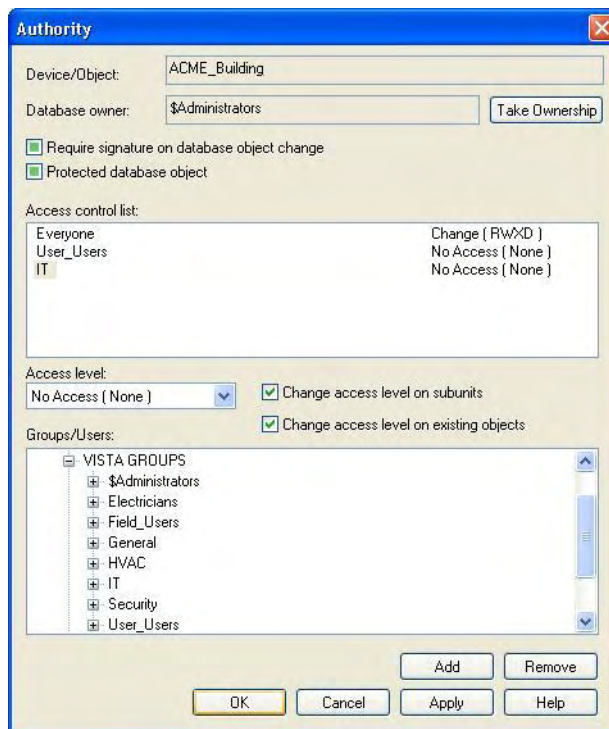 Authority
Device/Object: ACME_Building
Database owner: $Administrators Take Ownership
Require signature on database object change
Protected database object
Access control list:
Everyone Change ( RWXD )
User_Users No Access ( None )
IT No Access ( None )
Access level:
No Access ( None ) Change access level on subunits
Change access level on existing objects
Groups/Users:
VISTA GROUPS
$Administrators
Electricians
Field_Users
General
HVAC
IT
Security
User_Users
Add Remove
OK Cancel Apply Help